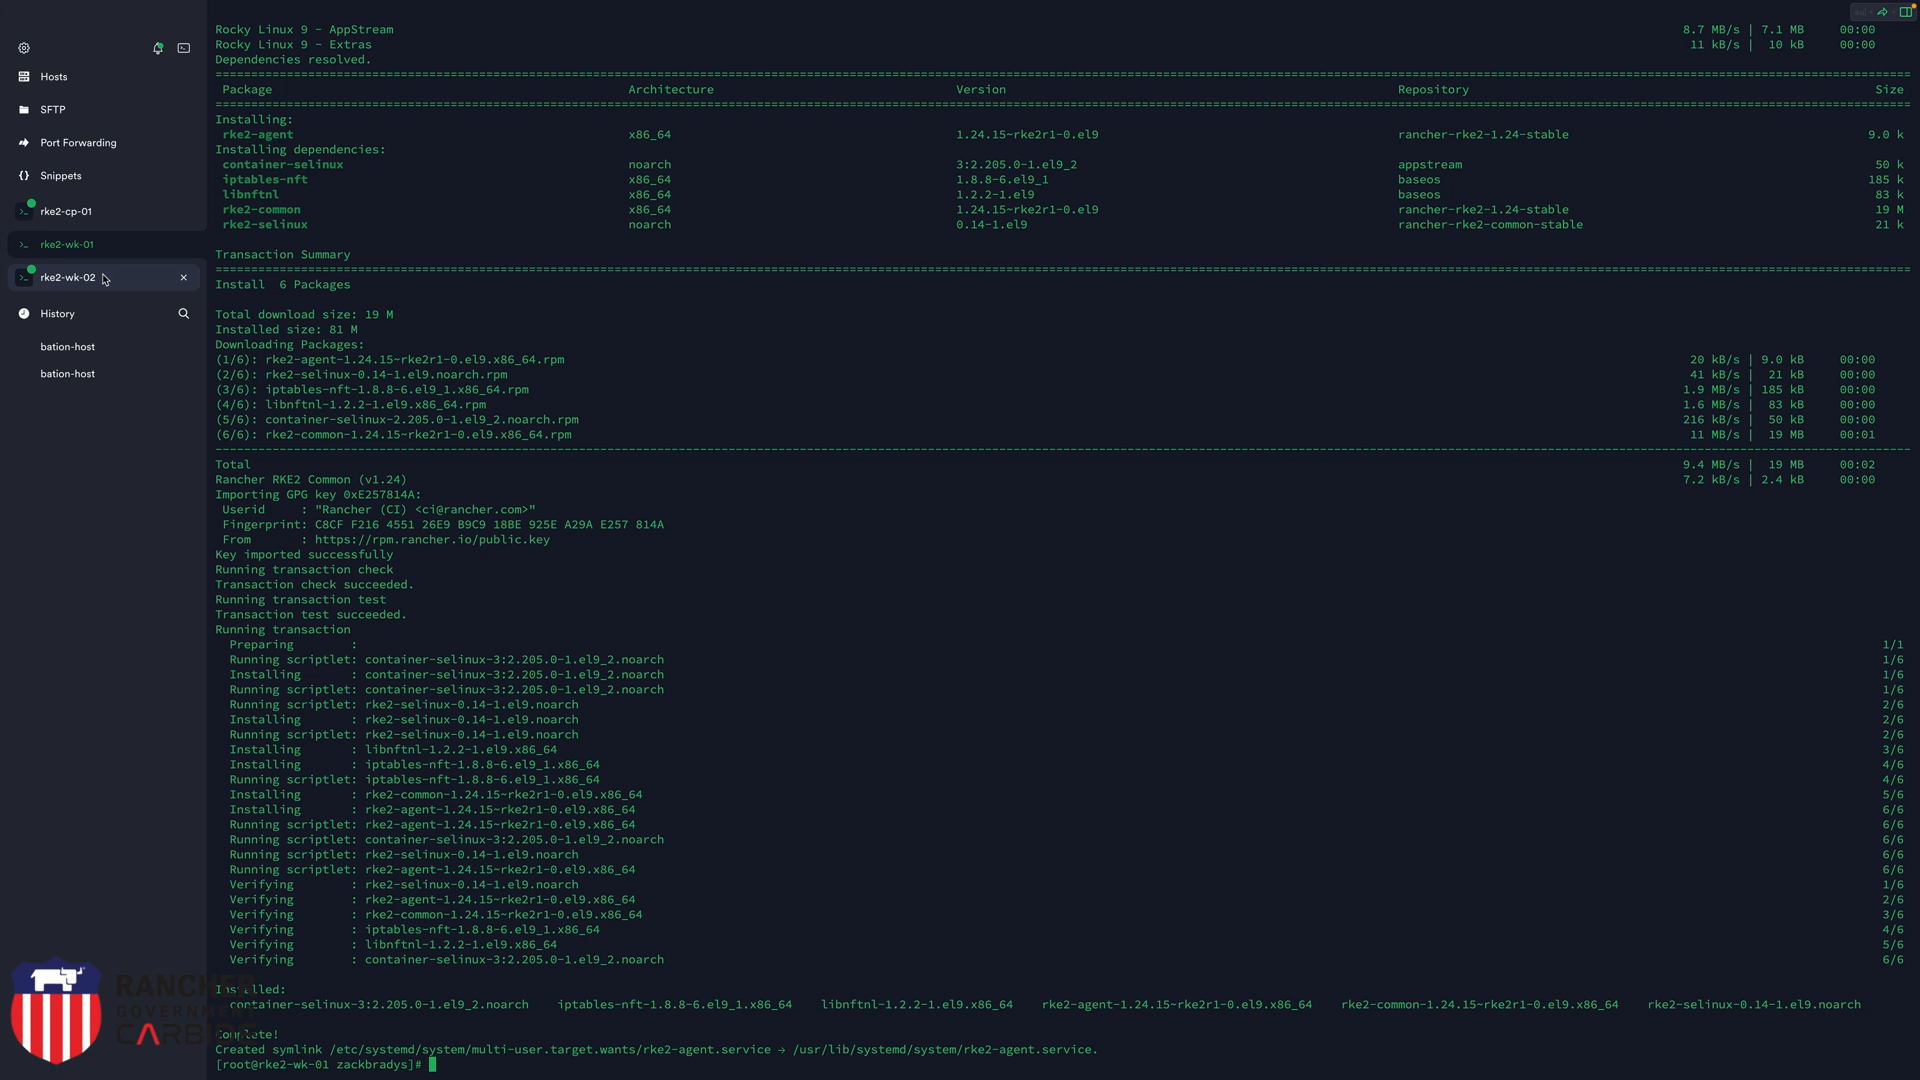 Hosts
SFTP
Port Forwarding
Snippets
rke2-cp-01
rke2-wk-01
rke2-wk-02
History
bation-host
bation-host
Rocky Linux 9 - AppStream 8.7 MB/s | 7.1 MB 00:00
Rocky Linux 9 - Extras 11 kB/s | 10 kB 00:00
Dependencies resolved.
Package Architecture Version Repository Size
Installing:
rke2-agent x86_64 1.24.15~rke2r1-0.el9 rancher-rke2-1.24-stable 9.0 k
Installing dependencies:
container-selinux noarch 3:2.205.0-1.el9_2 appstream 50 k
iptables-nft x86_64 1.8.8-6.el9_1 baseos 185 k
libnftnl x86_64 1.2.2-1.el9 baseos 83 k
rke2-common x86_64 1.24.15~rke2r1-0.el9 rancher-rke2-1.24-stable 19 M
rke2-selinux noarch 0.14-1.el9 rancher-rke2-common-stable 21 k
Transaction Summary
Install 6 Packages
Total download size: 19 M
Installed size: 81 M
Downloading Packages:
(1/6): rke2-agent-1.24.15~rke2r1-0.el9.x86_64.rpm 20 kB/s | 9.0 kB 00:00
(2/6): rke2-selinux-0.14-1.el9.noarch.rpm 41 kB/s | 21 kB 00:00
(3/6): iptables-nft-1.8.8-6.el9_1.x86_64.rpm 1.9 MB/s | 185 kB 00:00
(4/6): libnftnl-1.2.2-1.el9.x86_64.rpm 1.6 MB/s | 83 kB 00:00
(5/6): container-selinux-2.205.0-1.el9_2.noarch.rpm 216 kB/s | 50 kB 00:00
(6/6): rke2-common-1.24.15~rke2r1-0.el9.x86_64.rpm 11 MB/s | 19 MB 00:01
Total 9.4 MB/s | 19 MB 00:02
Rancher RKE2 Common (v1.24) 7.2 kB/s | 2.4 kB 00:00
Importing GPG key 0xE257814A:
Userid : "Rancher (CI) <ci@rancher.com>"
Fingerprint: C8CF F216 4551 26E9 B9C9 18BE 925E A29A E257 814A
From : https://rpm.rancher.io/public.key
Key imported successfully
Running transaction check
Transaction check succeeded.
Running transaction test
Transaction test succeeded.
Running transaction
Preparing : 1/1
Running scriptlet: container-selinux-3:2.205.0-1.el9_2.noarch 1/6
Installing : container-selinux-3:2.205.0-1.el9_2.noarch 1/6
Running scriptlet: container-selinux-3:2.205.0-1.el9_2.noarch 1/6
Running scriptlet: rke2-selinux-0.14-1.el9.noarch 2/6
Installing : rke2-selinux-0.14-1.el9.noarch 2/6
Running scriptlet: rke2-selinux-0.14-1.el9.noarch 2/6
Installing : libnftnl-1.2.2-1.el9.x86_64 3/6
Installing : iptables-nft-1.8.8-6.el9_1.x86_64 4/6
Running scriptlet: iptables-nft-1.8.8-6.el9_1.x86_64 4/6
Installing : rke2-common-1.24.15~rke2r1-0.el9.x86_64 5/6
Installing : rke2-agent-1.24.15~rke2r1-0.el9.x86_64 6/6
Running scriptlet: rke2-agent-1.24.15~rke2r1-0.el9.x86_64 6/6
Running scriptlet: container-selinux-3:2.205.0-1.el9_2.noarch 6/6
Running scriptlet: rke2-selinux-0.14-1.el9.noarch 6/6
Running scriptlet: rke2-agent-1.24.15~rke2r1-0.el9.x86_64 6/6
Verifying : rke2-selinux-0.14-1.el9.noarch 1/6
Verifying : rke2-agent-1.24.15~rke2r1-0.el9.x86_64 2/6
Verifying : rke2-common-1.24.15~rke2r1-0.el9.x86_64 3/6
Verifying : iptables-nft-1.8.8-6.el9_1.x86_64 4/6
Verifying : libnftnl-1.2.2-1.el9.x86_64 5/6
Verifying : container-selinux-3:2.205.0-1.el9_2.noarch 6/6
Installed:
container-selinux-3:2.205.0-1.el9_2.noarch iptables-nft-1.8.8-6.el9_1.x86_64 libnftnl-1.2.2-1.el9.x86_64 rke2-agent-1.24.15~rke2r1-0.el9.x86_64 rke2-common-1.24.15~rke2r1-0.el9.x86_64 rke2-selinux-0.14-1.el9.noarch
Complete!
Created symlink /etc/systemd/system/multi-user.target.wants/rke2-agent.service → /usr/lib/systemd/system/rke2-agent.service.
[root@rke2-wk-01 zackbradys]#
RANCHER
GOVERNMENT
CARBIDE